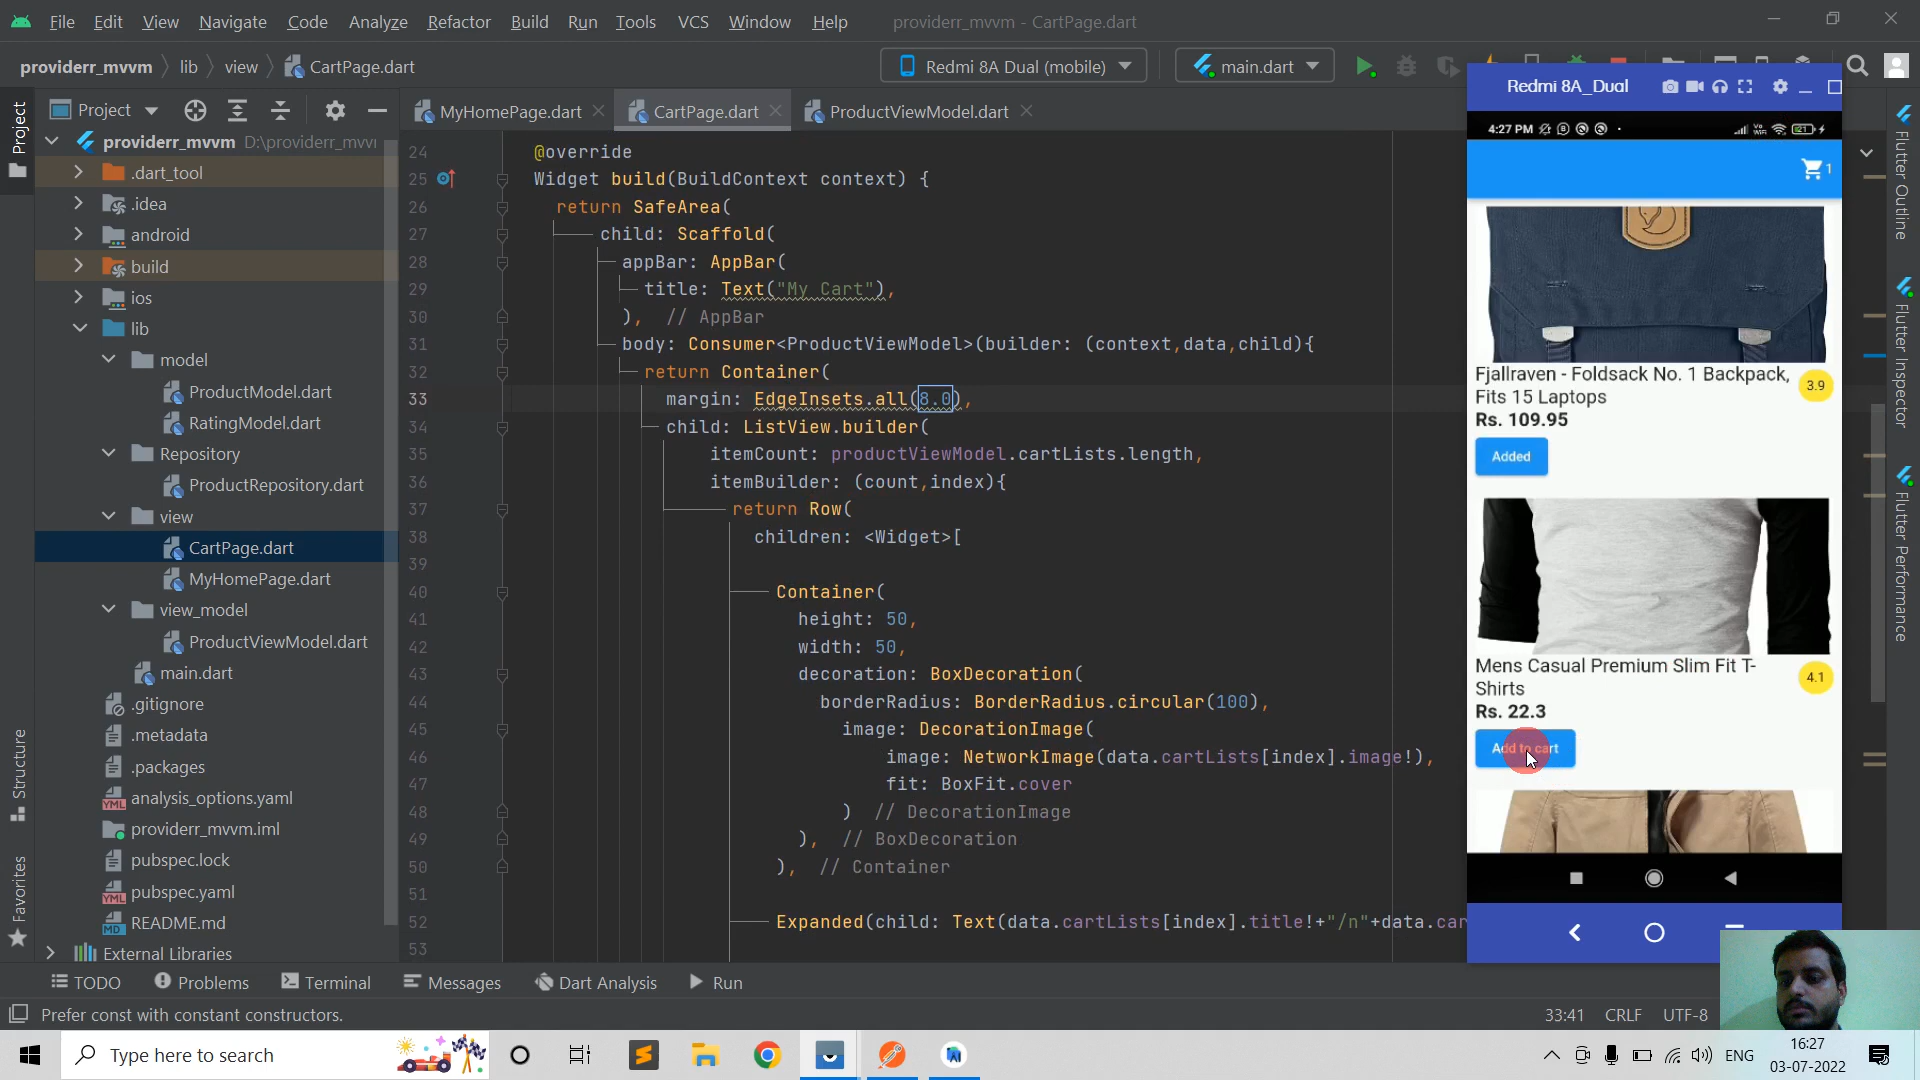 File Edit View Navigate Code Analyze Refactor Build Run Tools VCS Window Help providerr_mvvm - CartPage.dart
providerr_mvvm lib view CartPage.dart Redmi 8A Dual (mobile) main.dart
Project
MyHomePage.dart CartPage.dart ProductViewModel.dart
Project
providerr_mvvm D:\providerr_mvvm
.dart_tool
.idea
android
build
ios
lib
model
ProductModel.dart
RatingModel.dart
Repository
ProductRepository.dart
view
CartPage.dart
MyHomePage.dart
view_model
ProductViewModel.dart
main.dart
.gitignore
.metadata
.packages
analysis_options.yaml
providerr_mvvm.iml
pubspec.lock
pubspec.yaml
README.md
External Libraries
Structure
Favorites
24 @override
25 Widget build(BuildContext context) {
26 return SafeArea(
27 child: Scaffold(
28 appBar: AppBar(
29 title: Text("My Cart"),
30 ), // AppBar
31 body: Consumer<ProductViewModel>(builder: (context,data,child){
32 return Container(
33 margin: EdgeInsets.all(8.0),
34 child: ListView.builder(
35 itemCount: productViewModel.cartLists.length,
36 itemBuilder: (count,index){
37 return Row(
38 children: <Widget>[
39
40 Container(
41 height: 50,
42 width: 50,
43 decoration: BoxDecoration(
44 borderRadius: BorderRadius.circular(100),
45 image: DecorationImage(
46 image: NetworkImage(data.cartLists[index].image!),
47 fit: BoxFit.cover
48 ) // DecorationImage
49 ), // BoxDecoration
50 ), // Container
51
52 Expanded(child: Text(data.cartLists[index].title!+"/n"+data.car
53
Redmi 8A_Dual
4:27 PM 21
1
Fjallraven - Foldsack No. 1 Backpack,
Fits 15 Laptops
3.9
Rs. 109.95
Added
Mens Casual Premium Slim Fit T-
Shirts
4.1
Rs. 22.3
Add to cart
Flutter Outline
Flutter Inspector
Flutter Performance
TODO Problems Terminal Messages Dart Analysis Run
Prefer const with constant constructors. 33:41 CRLF UTF-8
Type here to search
ENG
16:27
03-07-2022